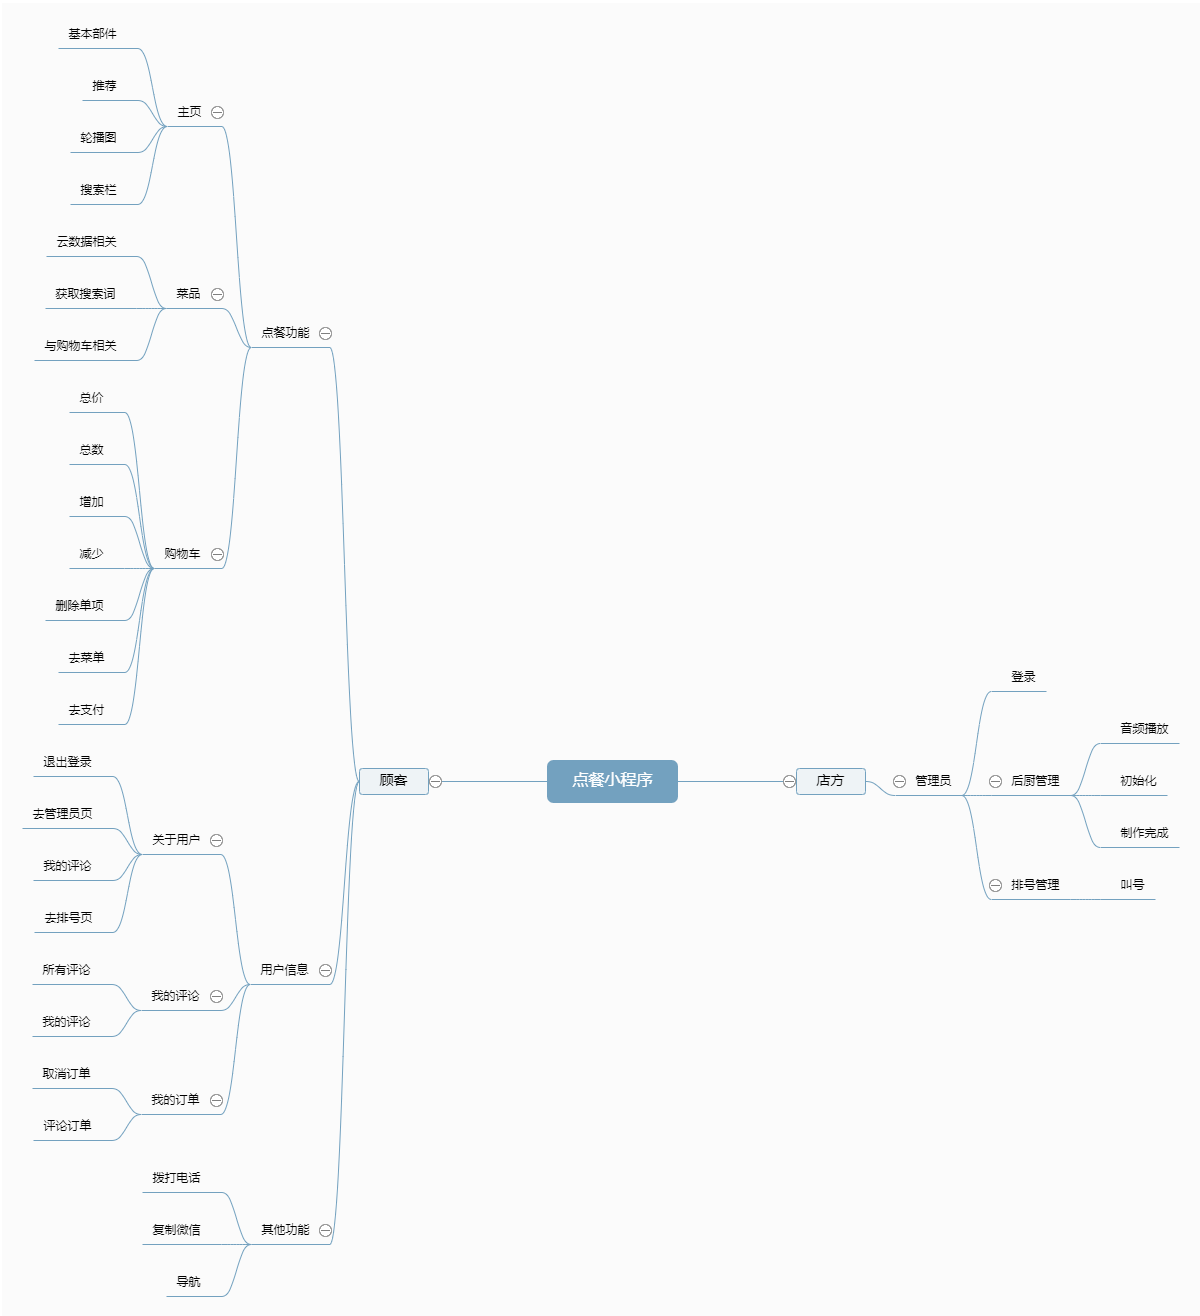 基本部件
推荐
主页
轮播图
搜索栏
云数据相关
获取搜索词
菜品
与购物车相关
点餐功能
总价
总数
增加
减少
购物车
删除单项
去菜单
去支付
退出登录
去管理员页
关于用户
我的评论
去排号页
所有评论
用户信息
我的评论
我的评论
取消订单
我的订单
评论订单
拨打电话
复制微信
其他功能
导航
顾客
点餐小程序
店方
管理员
登录
后厨管理
音频播放
初始化
制作完成
排号管理
叫号